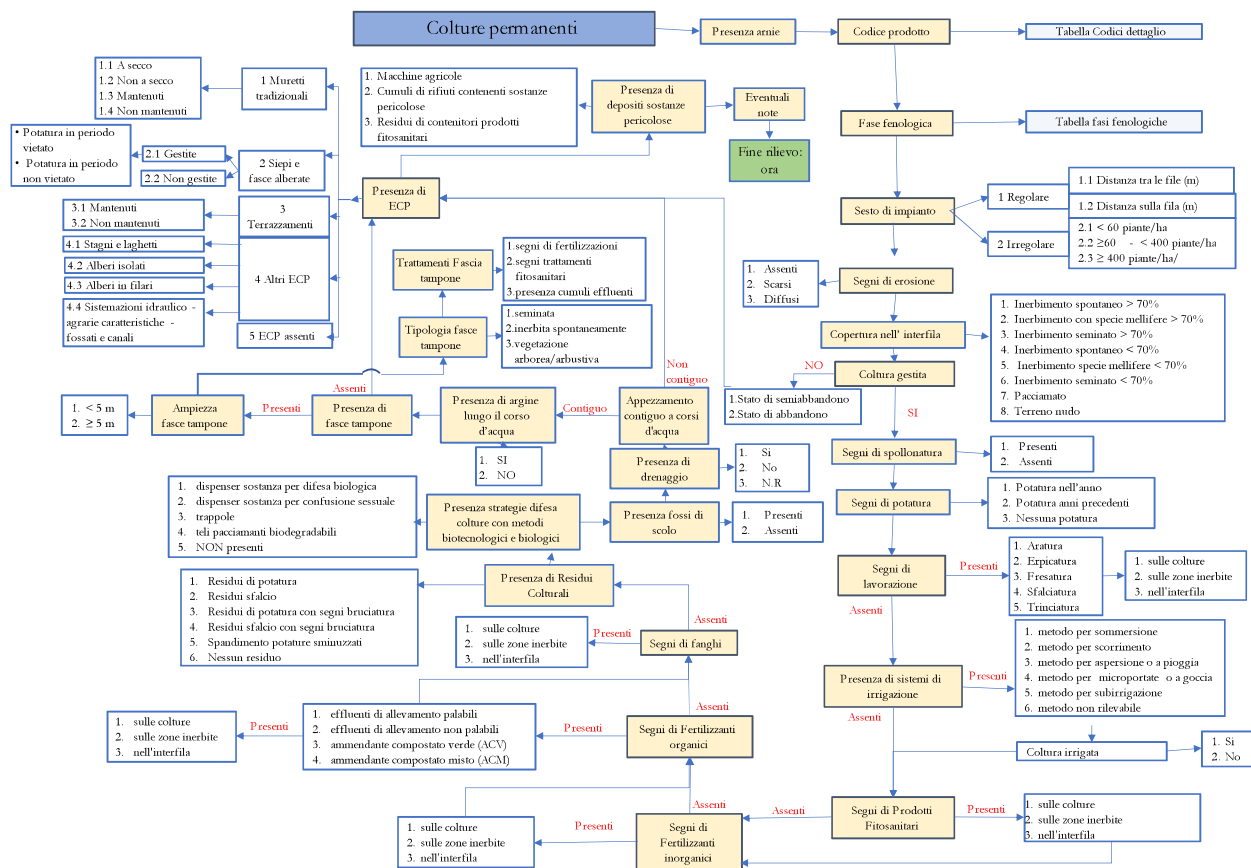 Colture permanenti
Presenza arnie
Codice prodotto
Tabella Codici dettaglio
1.1 A secco
1.2 Non a secco
1.3 Mantenuti
1.4 Non mantenuti
1 Muretti
tradizionali
1. Macchine agricole
2. Cumuli di rifiuti contenenti sostanze
pericolose
3. Residui di contenitori prodotti
fitosanitari
Presenza di
depositi sostanze
pericolose
Eventuali
note
Fase fenologica
Tabella fasi fenologiche
• Potatura in periodo
vietato
• Potatura in periodo
non vietato
2.1 Gestite
2.2 Non gestite
2 Siepi e
fasce alberate
Fine rilievo:
ora
Presenza di
ECP
3.1 Mantenuti
3.2 Non mantenuti
3
Terrazzamenti
Sesto di impianto
1 Regolare
1.1 Distanza tra le file (m)
1.2 Distanza sulla fila (m)
2 Irregolare
2.1 < 60 piante/ha
2.2 ≥60 - < 400 piante/ha
2.3 ≥ 400 piante/ha/
4.1 Stagni e laghetti
4.2 Alberi isolati
4.3 Alberi in filari
4.4 Sistemazioni idraulico -
agrarie caratteristiche -
fossati e canali
4 Altri ECP
5 ECP assenti
Trattamenti Fascia
tampone
1.segni di fertilizzazioni
2.segni trattamenti
fitosanitari
3.presenza cumuli effluenti
1. Assenti
2. Scarsi
3. Diffusi
Segni di erosione
Tipologia fasce
tampone
1.seminata
2.inerbita spontaneamente
3.vegetazione
arborea/arbustiva
Copertura nell' interfila
1. Inerbimento spontaneo > 70%
2. Inerbimento con specie mellifere > 70%
3. Inerbimento seminato > 70%
4. Inerbimento spontaneo < 70%
5. Inerbimento specie mellifere < 70%
6. Inerbimento seminato < 70%
7. Pacciamato
8. Terreno nudo
Non
contiguo
NO
Coltura gestita
1.Stato di semiabbandono
2.Stato di abbandono
SI
Assenti
1. < 5 m
2. ≥ 5 m
Ampiezza
fasce tampone
Presenti
Presenza di
fasce tampone
Presenza di argine
lungo il corso
d'acqua
Contiguo
Appezzamento
contiguo a corsi
d'acqua
1. SI
2. NO
Presenza di
drenaggio
1. Si
2. No
3. N.R
Segni di spollonatura
1. Presenti
2. Assenti
1. dispenser sostanza per difesa biologica
2. dispenser sostanza per confusione sessuale
3. trappole
4. teli pacciamanti biodegradabili
5. NON presenti
Presenza strategie difesa
colture con metodi
biotecnologici e biologici
Presenza fossi di
scolo
1. Presenti
2. Assenti
Segni di potatura
1. Potatura nell'anno
2. Potatura anni precedenti
3. Nessuna potatura
Segni di
lavorazione
Presenti
1. Aratura
2. Erpicatura
3. Fresatura
4. Sfalciatura
5. Trinciatura
1. sulle colture
2. sulle zone inerbite
3. nell'interfila
Assenti
1. Residui di potatura
2. Residui sfalcio
3. Residui di potatura con segni bruciatura
4. Residui sfalcio con segni bruciatura
5. Spandimento potature sminuzzati
6. Nessun residuo
Presenza di Residui
Colturali
Assenti
1. sulle colture
2. sulle zone inerbite
3. nell'interfila
Presenti
Segni di fanghi
Presenza di sistemi di
irrigazione
Presenti
1. metodo per sommersione
2. metodo per scorrimento
3. metodo per aspersione o a pioggia
4. metodo per microportate o a goccia
5. metodo per subirrigazione
6. metodo non rilevabile
Assenti
Assenti
1. sulle colture
2. sulle zone inerbite
3. nell'interfila
Presenti
1. effluenti di allevamento palabili
2. effluenti di allevamento non palabili
3. ammendante compostato verde (ACV)
4. ammendante compostato misto (ACM)
Presenti
Segni di Fertilizzanti
organici
Coltura irrigata
1. Si
2. No
Assenti
1. sulle colture
2. sulle zone inerbite
3. nell'interfila
Presenti
Segni di
Fertilizzanti
inorganici
Assenti
Segni di Prodotti
Fitosanitari
Presenti
1. sulle colture
2. sulle zone inerbite
3. nell'interfila